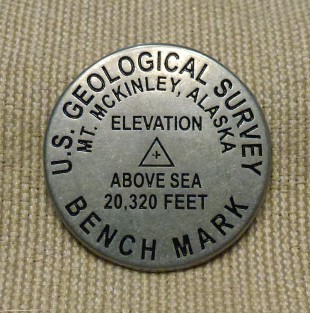 U.S. GEOLOGICAL SURVEY
MT. MCKINLEY, ALASKA
ELEVATION
ABOVE SEA
20,320 FEET
BENCH MARK